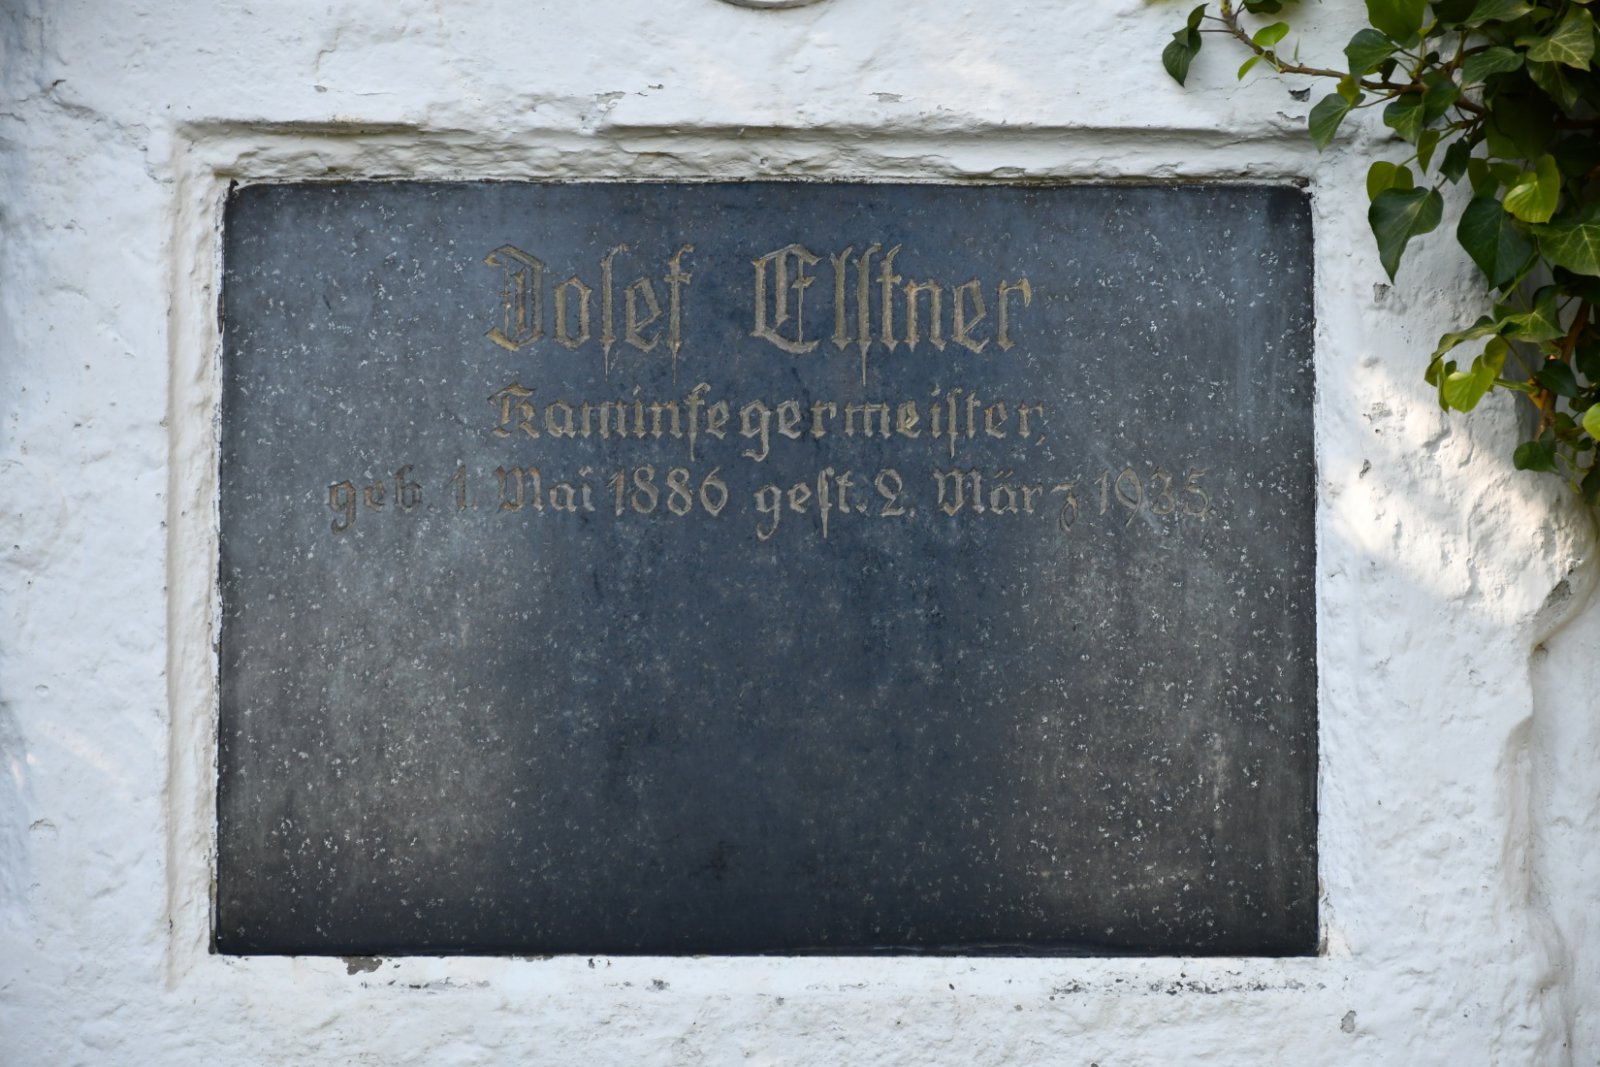 Josef Elstner
Kaminfegermeister,
geb. 1. Mai 1886 gest. 2. März 1935.